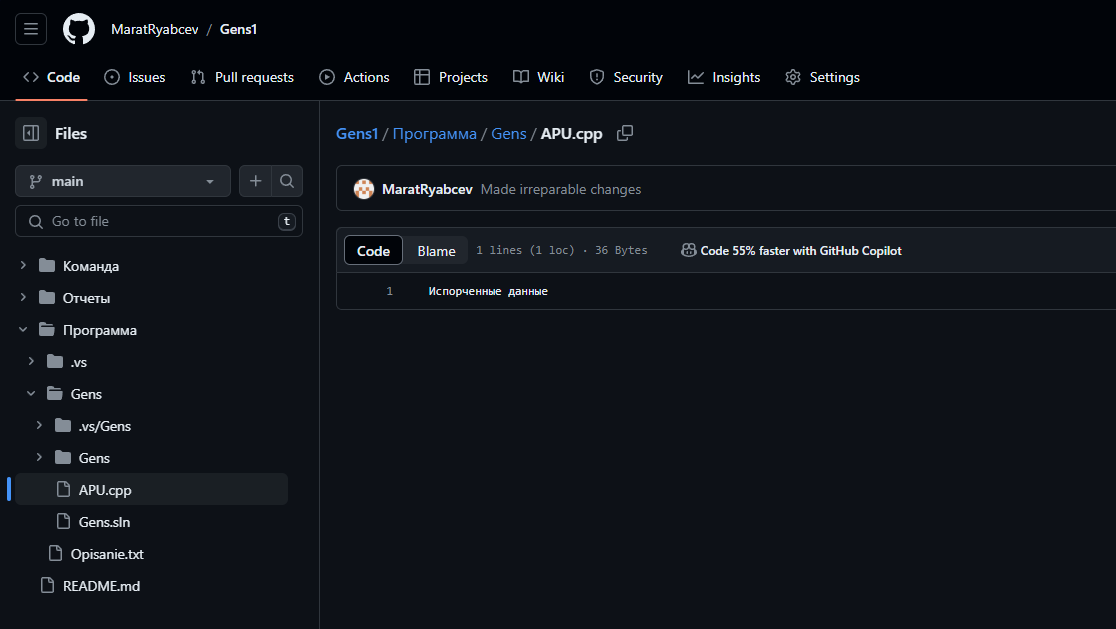 MaratRyabcev / Gens1
Code Issues Pull requests Actions Projects Wiki Security Insights Settings
Files
main
Go to file t
Команда
Отчеты
Программа
.vs
Gens
.vs/Gens
Gens
APU.cpp
Gens.sln
Opisanie.txt
README.md
Gens1 / Программа / Gens / APU.cpp
MaratRyabcev Made irreparable changes
Code Blame 1 lines (1 loc) · 36 Bytes Code 55% faster with GitHub Copilot
1 Испорченные данные